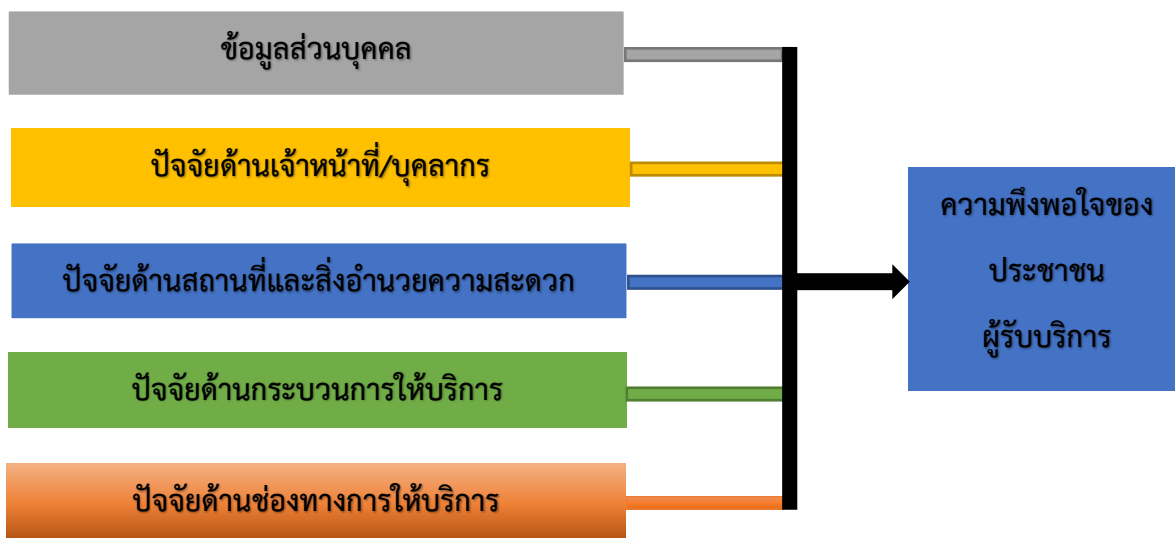 ข้อมูลส่วนบุคคล
ปัจจัยด้านเจ้าหน้าที่/บุคลากร
ปัจจัยด้านสถานที่และสิ่งอำนวยความสะดวก
ปัจจัยด้านกระบวนการให้บริการ
ปัจจัยด้านช่องทางการให้บริการ
ความพึงพอใจของ
ประชาชน
ผู้รับบริการ